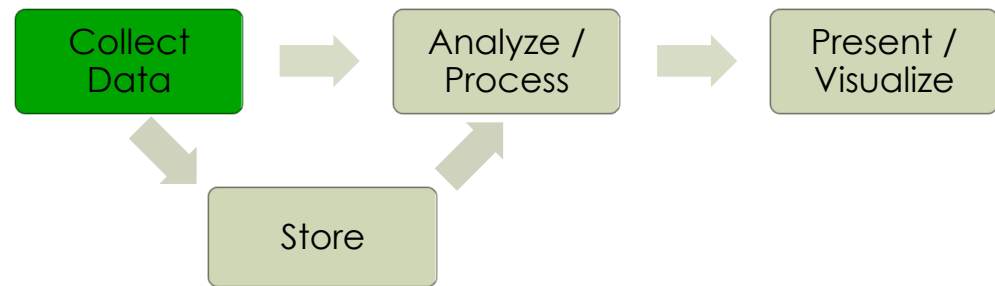 Collect
Data
Analyze /
Process
Present /
Visualize
Store